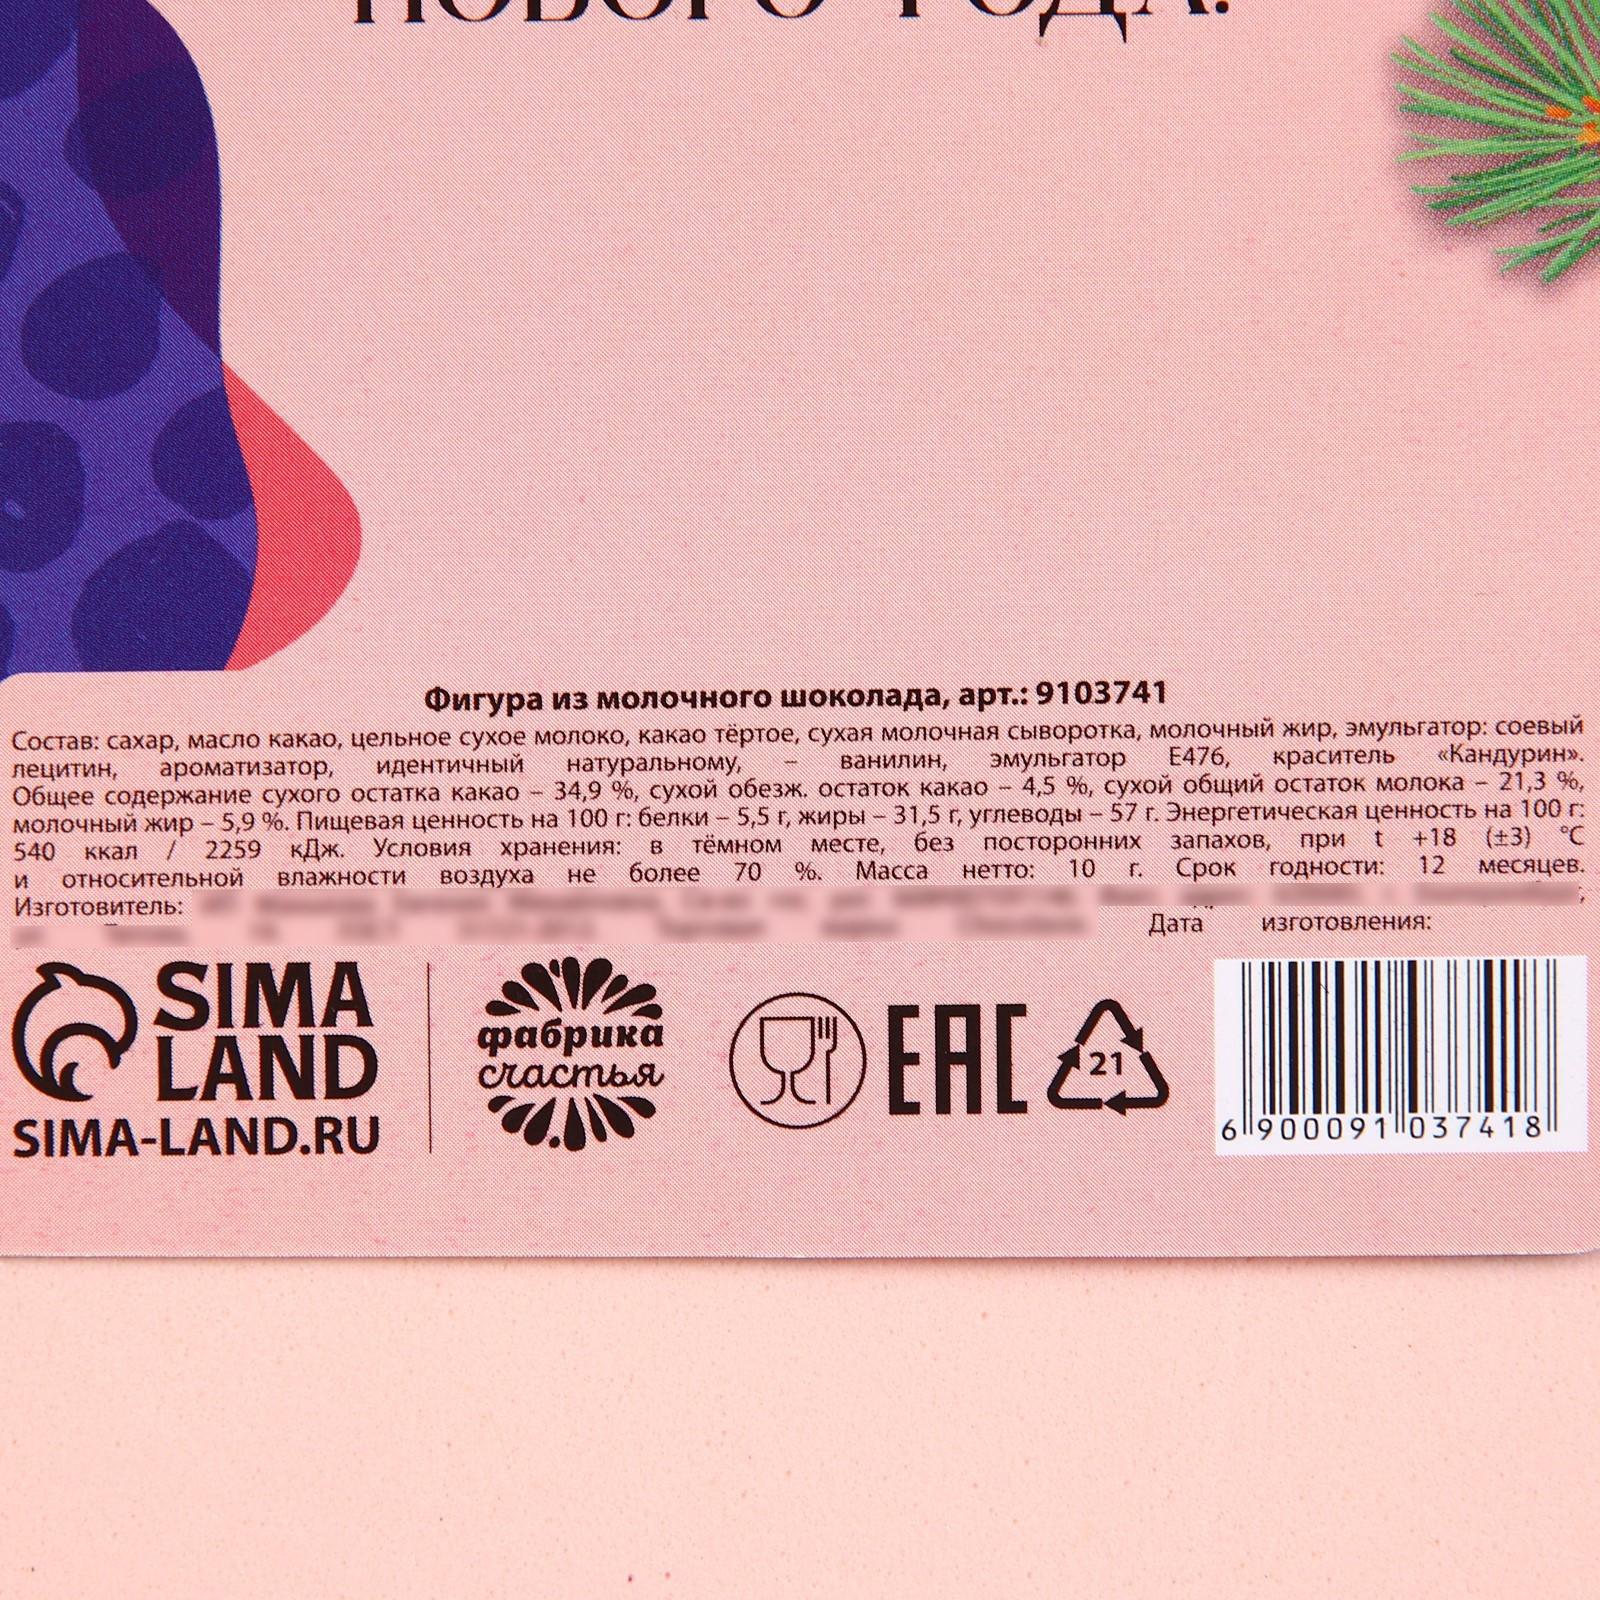 НОВОГО ГОДА!
Фигура из молочного шоколада, арт.: 9103741
Состав: сахар, масло какао, цельное сухое молоко, какао тёртое, сухая молочная сыворотка, молочный жир, эмульгатор: соевый
лецитин, ароматизатор, идентичный натуральному, – ванилин, эмульгатор Е476, краситель «Кандурин».
Общее содержание сухого остатка какао – 34,9 %, сухой обезж. остаток какао – 4,5 %, сухой общий остаток молока – 21,3 %,
молочный жир – 5,9 %. Пищевая ценность на 100 г: белки – 5,5 г, жиры – 31,5 г, углеводы – 57 г. Энергетическая ценность на 100 г:
540 ккал / 2259 кДж. Условия хранения: в тёмном месте, без посторонних запахов, при t +18 (±3) °С
и относительной влажности воздуха не более 70 %. Масса нетто: 10 г. Срок годности: 12 месяцев.
Изготовитель:
Дата изготовления:
SIMA
LAND
SIMA-LAND.RU
фабрика
счастья
EAC
21
6 900091 037418